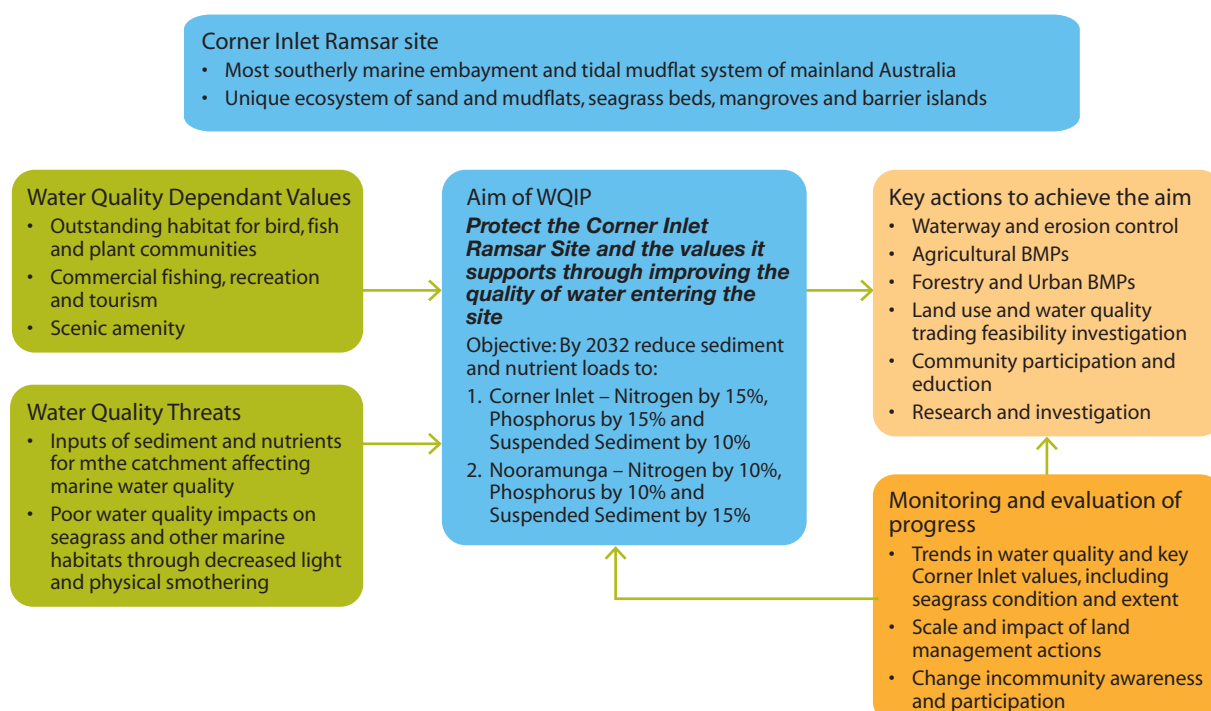 Corner Inlet Ramsar site
• Most southerly marine embayment and tidal mudflat system of mainland Australia
• Unique ecosystem of sand and mudflats, seagrass beds, mangroves and barrier islands
Water Quality Dependant Values
• Outstanding habitat for bird, fish
and plant communities
• Commercial fishing, recreation
and tourism
• Scenic amenity
Water Quality Threats
• Inputs of sediment and nutrients
for mthe catchment affecting
marine water quality
• Poor water quality impacts on
seagrass and other marine
habitats through decreased light
and physical smothering
Aim of WQIP
Protect the Corner Inlet
Ramsar Site and the values it
supports through improving the
quality of water entering the
site
Objective: By 2032 reduce sediment
and nutrient loads to:
1. Corner Inlet – Nitrogen by 15%,
Phosphorus by 15% and
Suspended Sediment by 10%
2. Nooramunga – Nitrogen by 10%,
Phosphorus by 10% and
Suspended Sediment by 15%
Key actions to achieve the aim
• Waterway and erosion control
• Agricultural BMPs
• Forestry and Urban BMPs
• Land use and water quality
trading feasibility investigation
• Community participation and
eduction
• Research and investigation
Monitoring and evaluation of
progress
• Trends in water quality and key
Corner Inlet values, including
seagrass condition and extent
• Scale and impact of land
management actions
• Change incommunity awareness
and participation